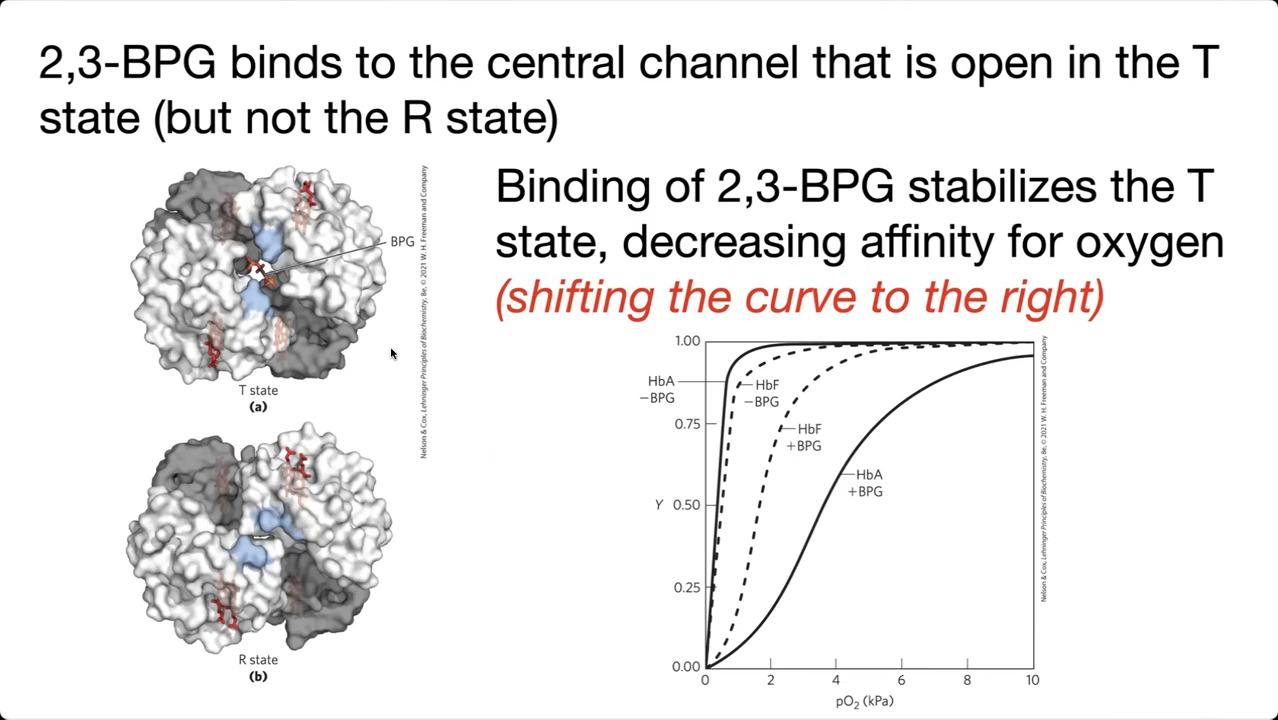 2,3-BPG binds to the central channel that is open in the T
state (but not the R state)
BPG
T state
(a)
R state
(b)
Nelson & Cox, Lehninger Principles of Biochemistry, 8e, © 2021 W. H. Freeman and Company
Binding of 2,3-BPG stabilizes the T
state, decreasing affinity for oxygen
(shifting the curve to the right)
1.00
0.75
Y 0.50
0.25
0.00
HbA
−BPG
HbF
−BPG
HbF
+BPG
HbA
+BPG
0 2 4 6 8 10
pO₂ (kPa)
Nelson & Cox, Lehninger Principles of Biochemistry, 8e, © 2021 W. H. Freeman and Company